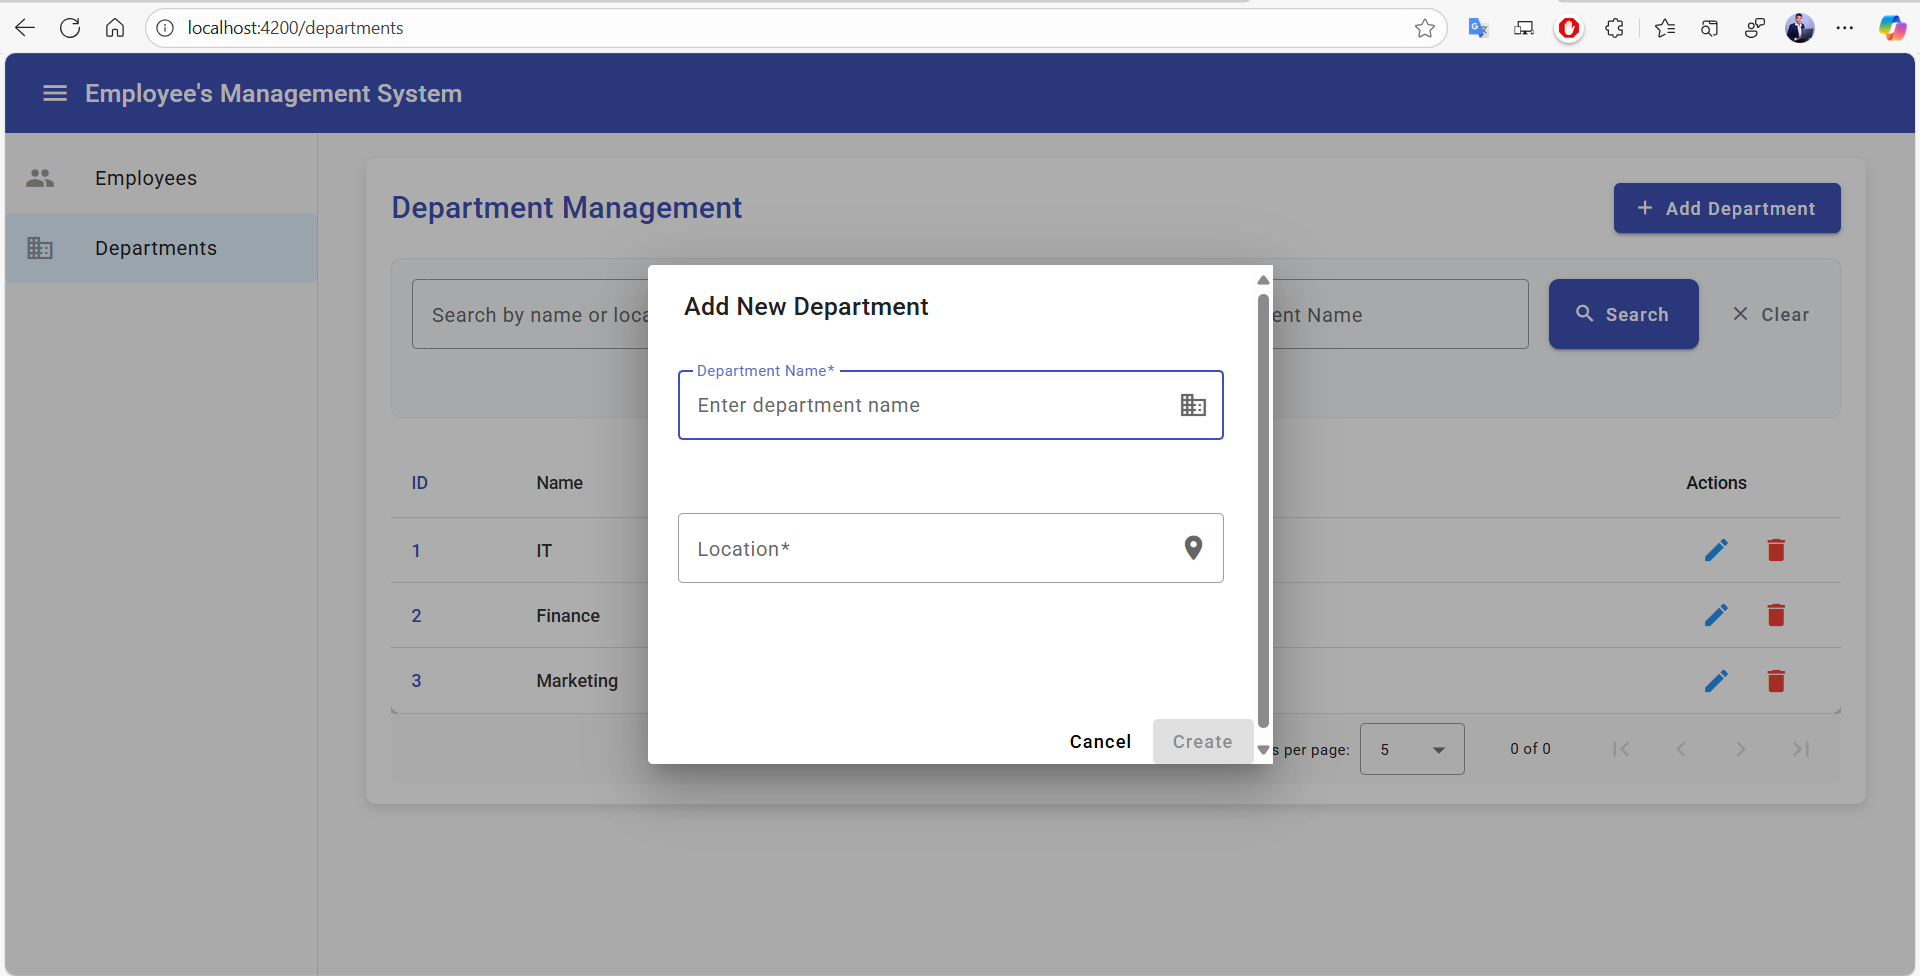 localhost:4200/departments
Employee's Management System
Employees
Departments
Department Management
+ Add Department
Search by name or loca
ent Name
Search
Clear
Add New Department
Department Name*
Enter department name
Location*
Cancel
Create
ID Name Actions
1 IT
2 Finance
3 Marketing
s per page: 5 0 of 0